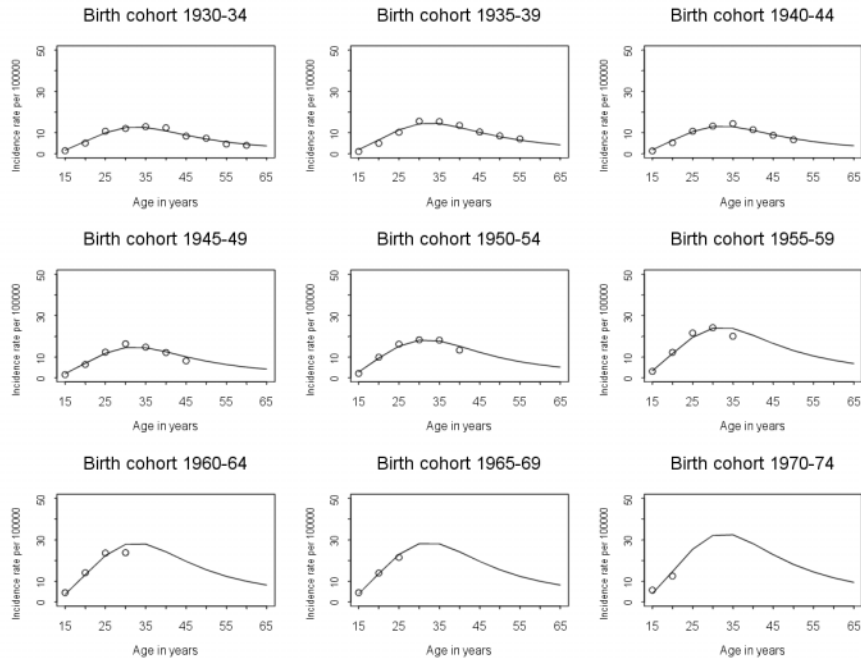 Birth cohort 1930-34
Birth cohort 1935-39
Birth cohort 1940-44
Incidence rate per 100000
0 10 30 50
15 25 35 45 55 65
Age in years
Incidence rate per 100000
0 10 30 50
15 25 35 45 55 65
Age in years
Incidence rate per 100000
0 10 30 50
15 25 35 45 55 65
Age in years
Birth cohort 1945-49
Birth cohort 1950-54
Birth cohort 1955-59
Incidence rate per 100000
0 10 30 50
15 25 35 45 55 65
Age in years
Incidence rate per 100000
0 10 30 50
15 25 35 45 55 65
Age in years
Incidence rate per 100000
0 10 30 50
15 25 35 45 55 65
Age in years
Birth cohort 1960-64
Birth cohort 1965-69
Birth cohort 1970-74
Incidence rate per 100000
0 10 30 50
15 25 35 45 55 65
Age in years
Incidence rate per 100000
0 10 30 50
15 25 35 45 55 65
Age in years
Incidence rate per 100000
0 10 30 50
15 25 35 45 55 65
Age in years